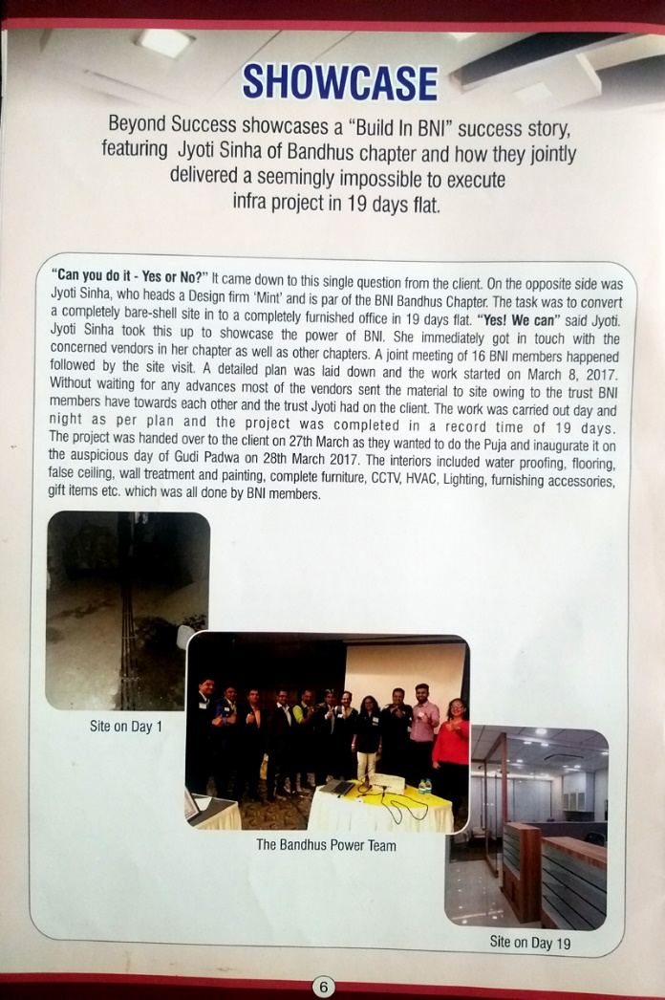 SHOWCASE
Beyond Success showcases a “Build In BNI” success story,
featuring Jyoti Sinha of Bandhus chapter and how they jointly
delivered a seemingly impossible to execute
infra project in 19 days flat.
“Can you do it - Yes or No?” It came down to this single question from the client. On the opposite side was
Jyoti Sinha, who heads a Design firm ‘Mint’ and is part of the BNI Bandhus Chapter. The task was to convert
a completely bare-shell site in to a completely furnished office in 19 days flat. “Yes! We can” said Jyoti.
Jyoti Sinha took this up to showcase the power of BNI. She immediately got in touch with the
concerned vendors in her chapter as well as other chapters. A joint meeting of 16 BNI members happened
followed by the site visit. A detailed plan was laid down and the work started on March 8, 2017.
Without waiting for any advances most of the vendors sent the material to site owing to the trust BNI
members have towards each other and the trust Jyoti had on the client. The work was carried out day and
night as per plan and the project was completed in a record time of 19 days.
The project was handed over to the client on 27th March as they wanted to do the Puja and inaugurate it on
the auspicious day of Gudi Padwa on 28th March 2017. The interiors included water proofing, flooring,
false ceiling, wall treatment and painting, complete furniture, CCTV, HVAC, Lighting, furnishing accessories,
gift items etc. which was all done by BNI members.
Site on Day 1
The Bandhus Power Team
Site on Day 19
6